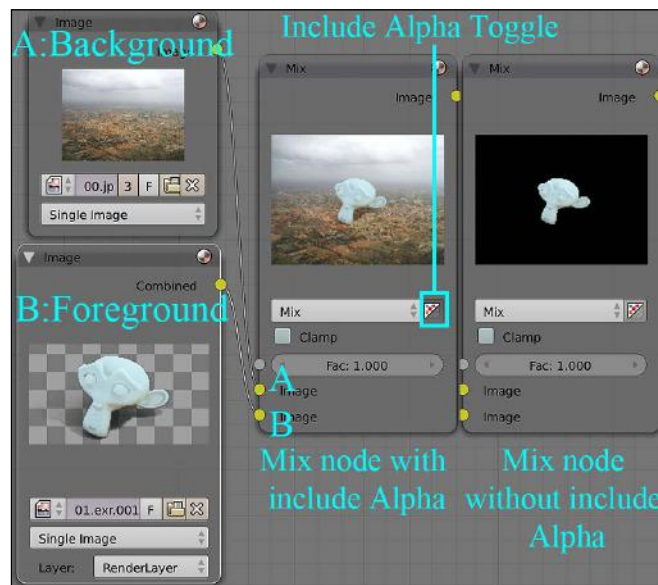 Image
Include Alpha Toggle
A:Background
Image
00.jp 3 F
Single Image
Image
Combined
B:Foreground
01.exr.001 F
Single Image
Layer: RenderLayer
Mix
Image
Mix
Clamp
Fac: 1.000
A
Image
B
Image
Mix node with
include Alpha
Mix
Image
Mix
Clamp
Fac: 1.000
Image
Image
Mix node
without include
Alpha